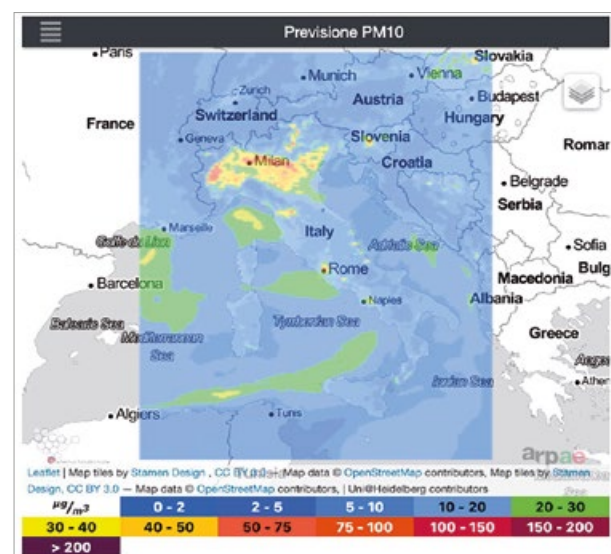 Previsione PM10
Paris
Slovakia
Munich
Vienna
Zurich
Budapest
Austria
Switzerland
Hungary
France
Geneva
Slovenia
Milan
Roman
Croatia
Belgrade
Serbia
Italy
Marseille
Golfe du Lion
Adriatic Sea
Sofia
Rome
Bulg
Barcelona
Macedonia
Naples
Albania
Balearic Sea
Tyrrhenian Sea
Greece
Mediterranean
Sea
Aegea
Ionian Sea
Athen
Algiers
Tunis
arpae
Leaflet | Map tiles by Stamen Design , CC BY 3.0 — Map data © OpenStreetMap contributors, Map tiles by Stamen
Design, CC BY 3.0 — Map data © OpenStreetMap contributors, | Uni@Heidelberg contributors
µg/m³ 0 - 2 2 - 5 5 - 10 10 - 20 20 - 30
30 - 40 40 - 50 50 - 75 75 - 100 100 - 150 150 - 200
> 200